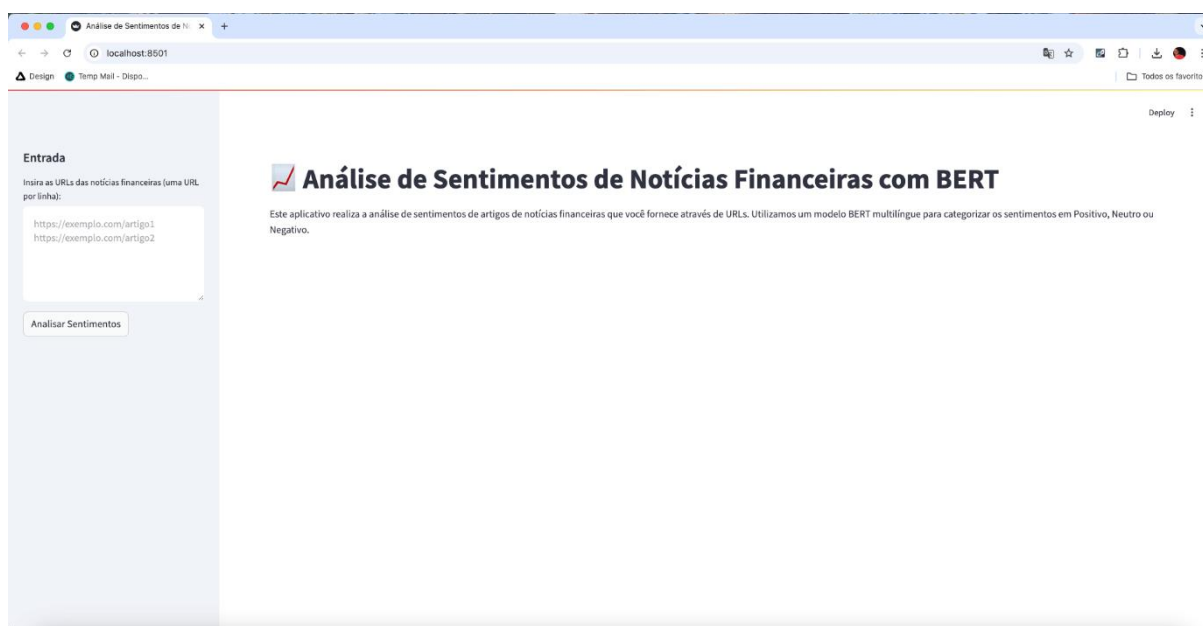 Análise de Sentimentos de N
localhost:8501
Design
Temp Mail - Dispo...
Todos os favorito
Deploy
Entrada
Insira as URLs das notícias financeiras (uma URL
por linha):
https://exemplo.com/artigo1
https://exemplo.com/artigo2
Analisar Sentimentos
Análise de Sentimentos de Notícias Financeiras com BERT
Este aplicativo realiza a análise de sentimentos de artigos de notícias financeiras que você fornece através de URLs. Utilizamos um modelo BERT multilíngue para categorizar os sentimentos em Positivo, Neutro ou
Negativo.